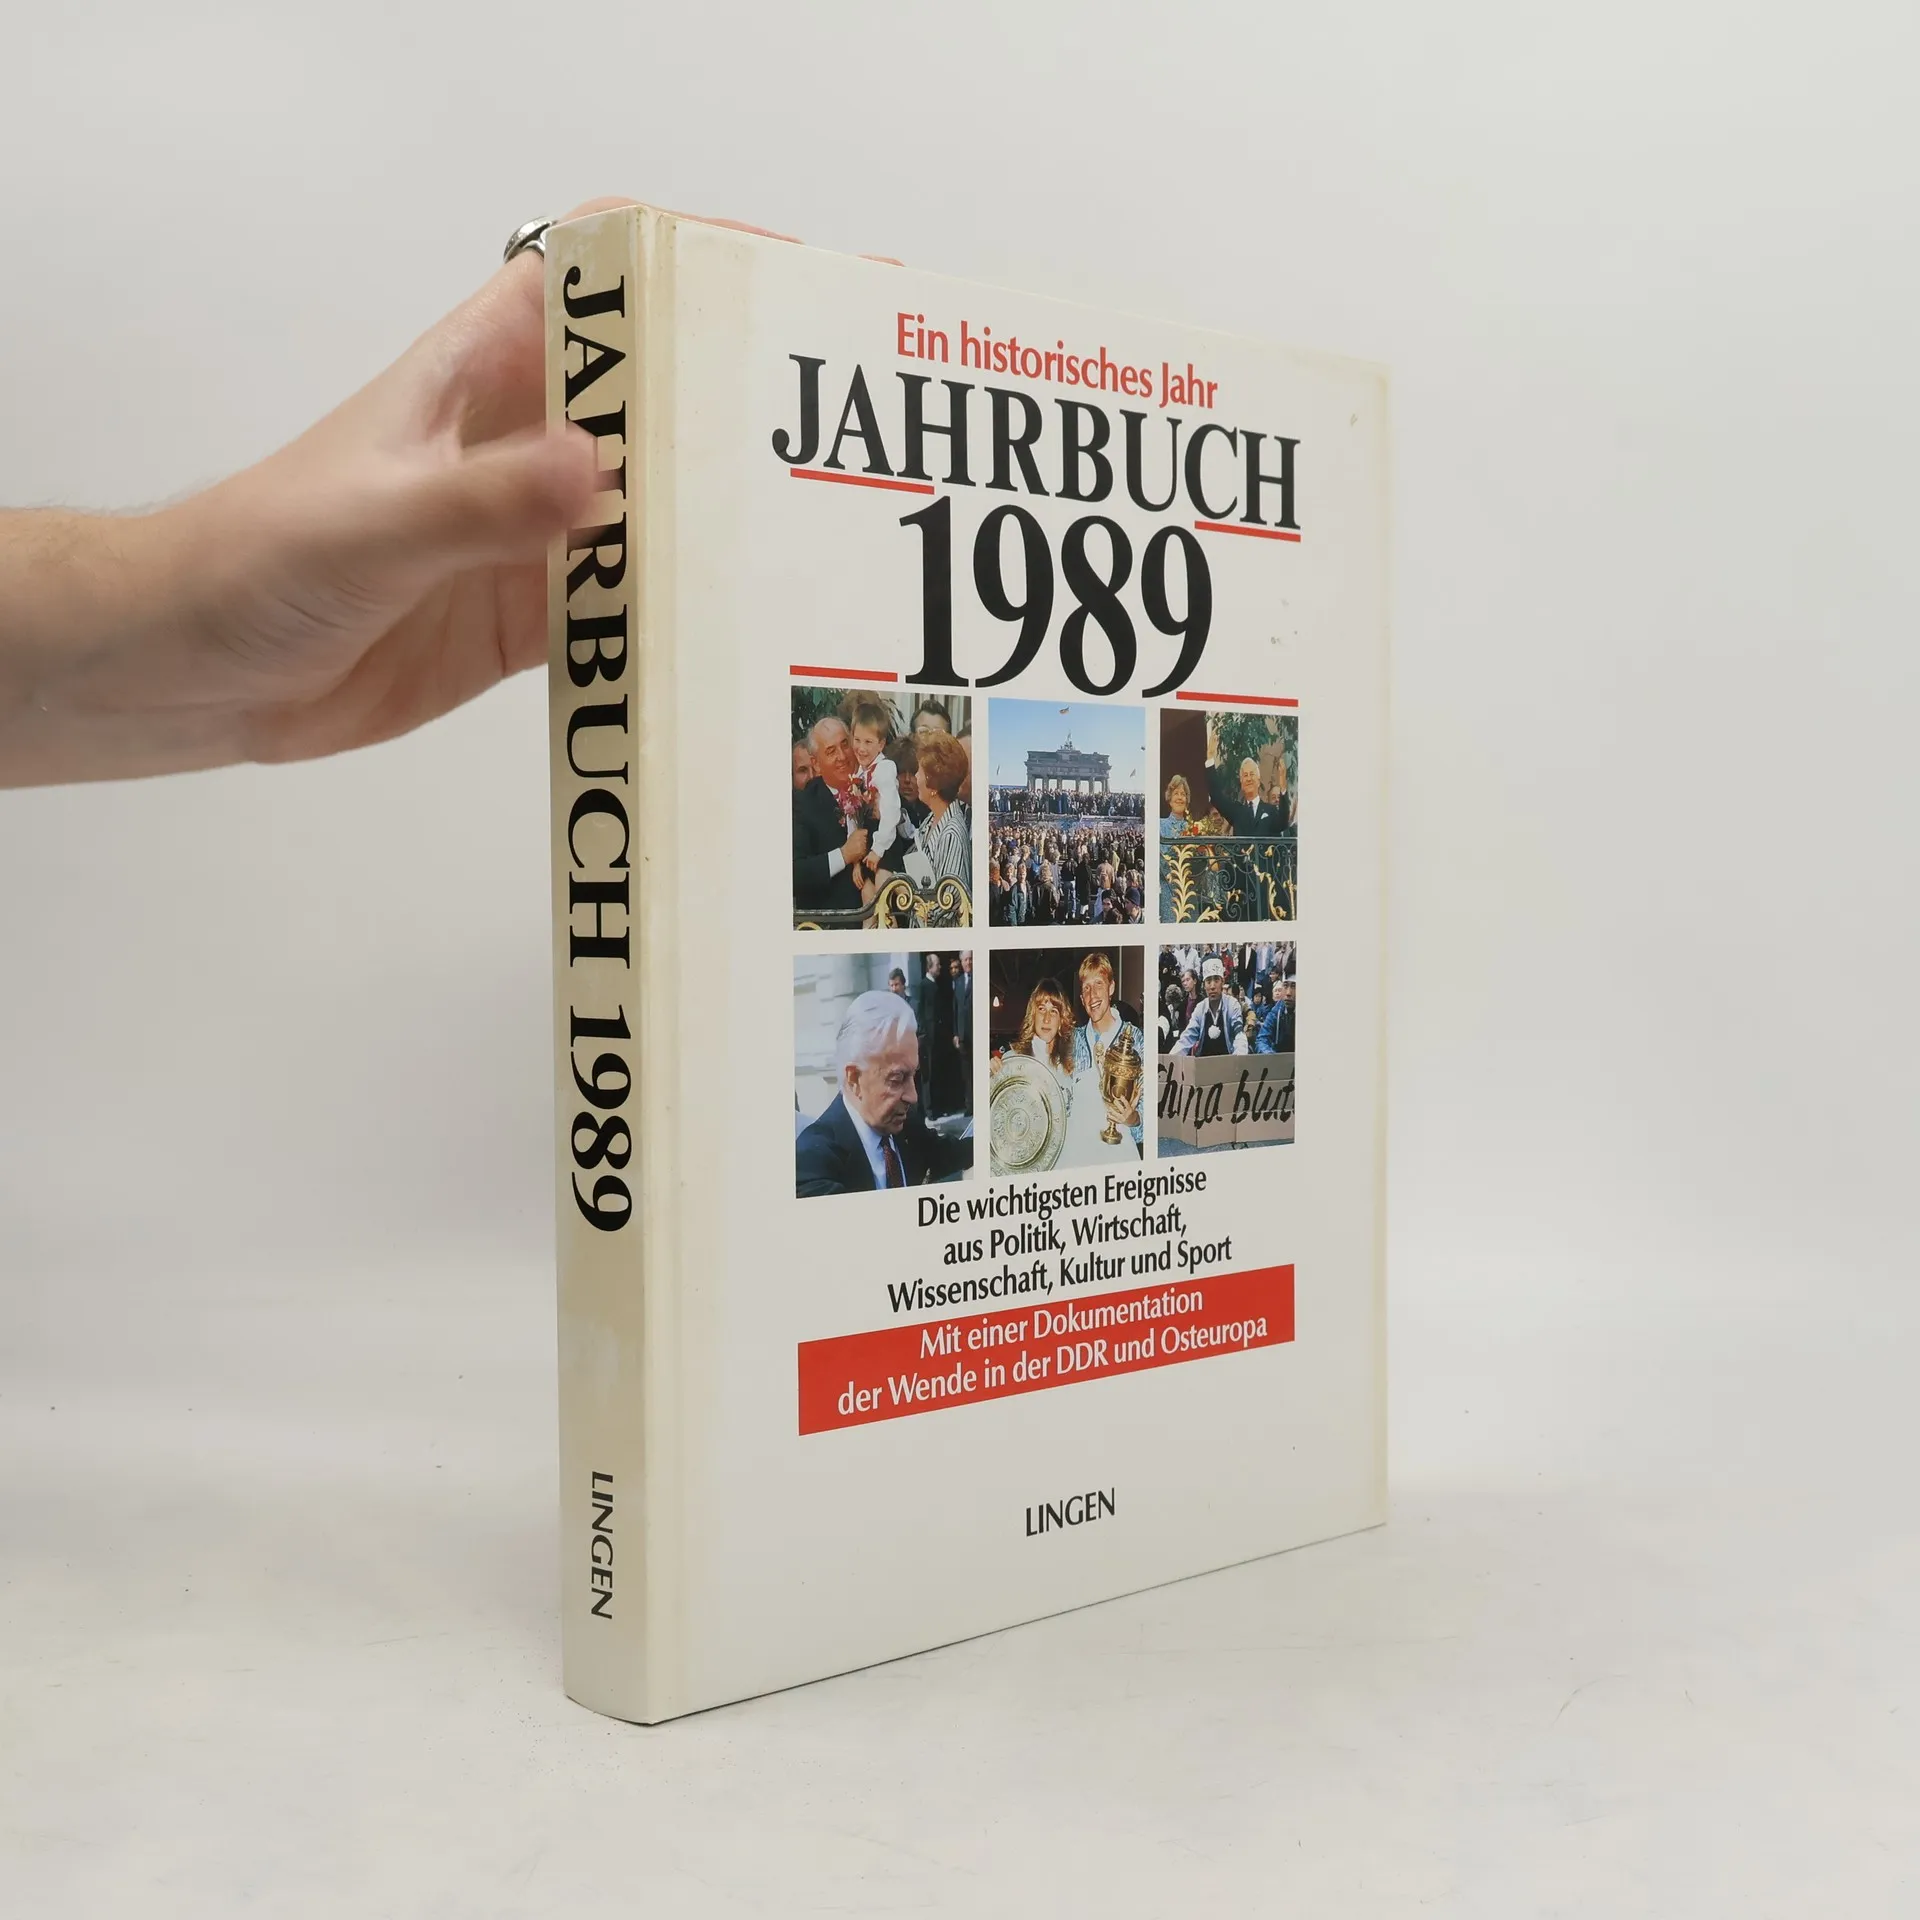 JAHRBUCH 1989
LINGEN
Ein historisches Jahr
JAHRBUCH
1989
hina blut
Die wichtigsten Ereignisse
aus Politik, Wirtschaft,
Wissenschaft, Kultur und Sport
Mit einer Dokumentation
der Wende in der DDR und Osteuropa
LINGEN